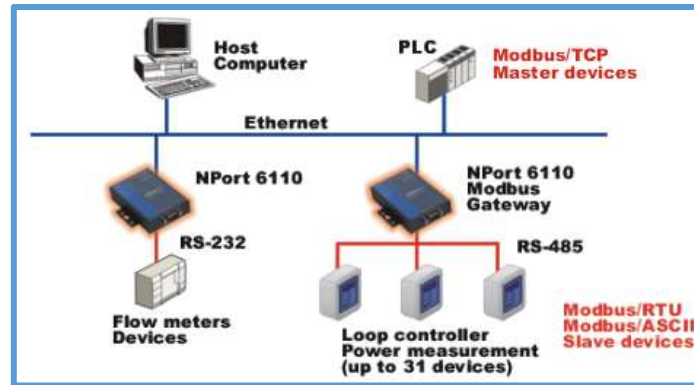 Host
Computer
PLC
Modbus/TCP
Master devices
Ethernet
NPort 6110
NPort 6110
Modbus
Gateway
RS-232
RS-485
Flow meters
Devices
Loop controller
Power measurement
(up to 31 devices)
Modbus/RTU
Modbus/ASCII
Slave devices